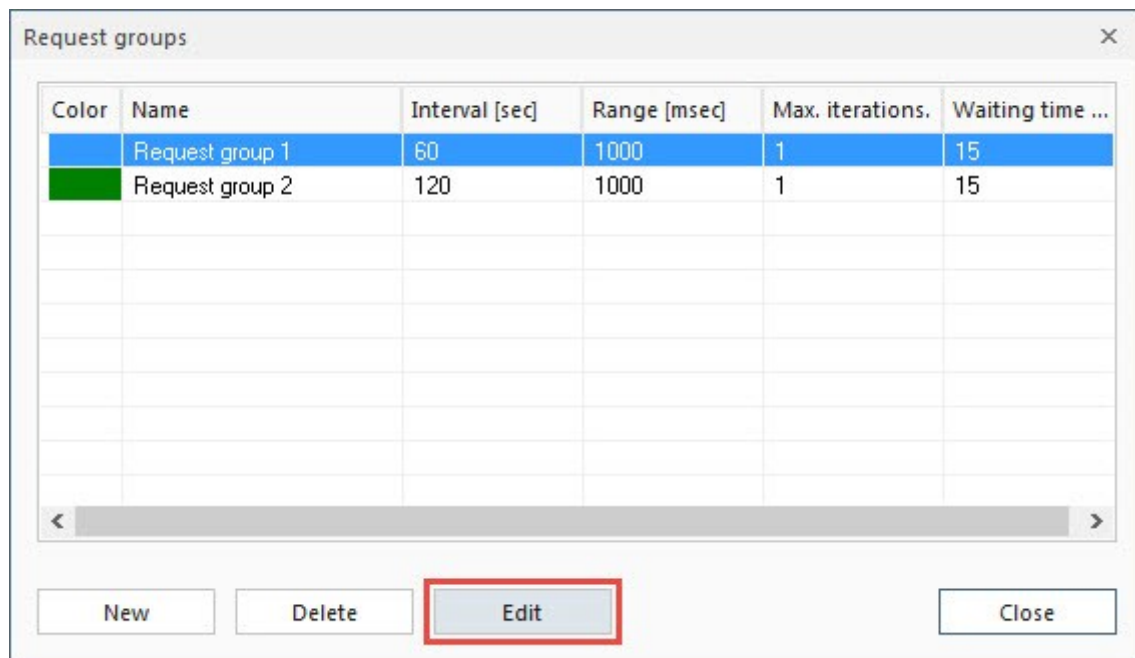 Request groups
Color Name Interval [sec] Range [msec] Max. iterations. Waiting time ...
Request group 1 60 1000 1 15
Request group 2 120 1000 1 15
New Delete Edit Close